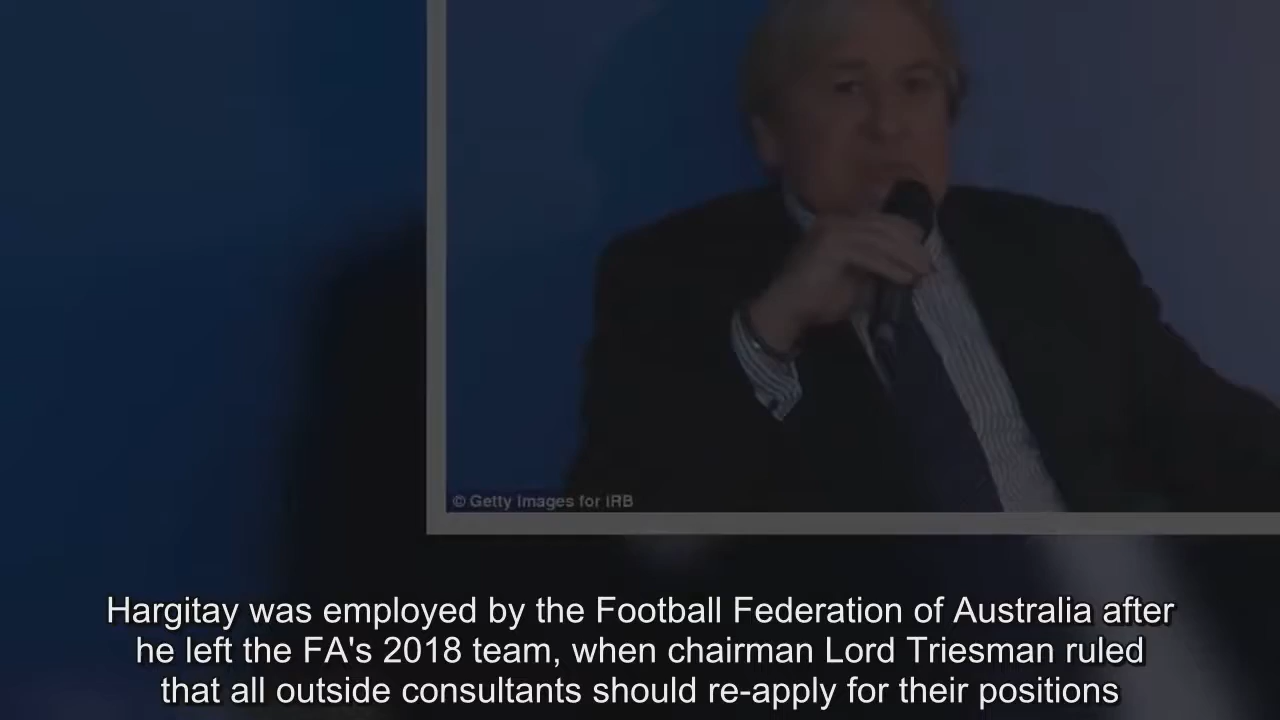 © Getty Images for IRB
Hargitay was employed by the Football Federation of Australia after
he left the FA's 2018 team, when chairman Lord Triesman ruled
that all outside consultants should re-apply for their positions